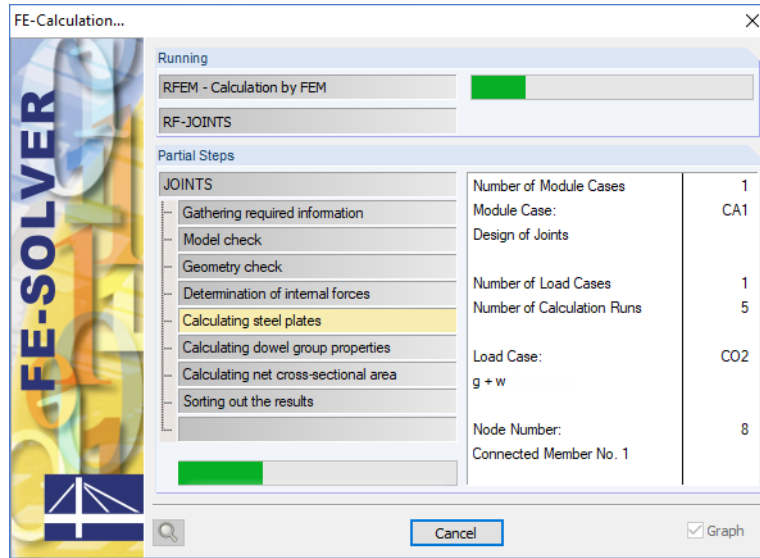 FE-Calculation...
FE-SOLVER
Running
RFEM - Calculation by FEM
RF-JOINTS
Partial Steps
JOINTS
Gathering required information
Model check
Geometry check
Determination of internal forces
Calculating steel plates
Calculating dowel group properties
Calculating net cross-sectional area
Sorting out the results
Number of Module Cases 1
Module Case: CA1
Design of Joints
Number of Load Cases 1
Number of Calculation Runs 5
Load Case: CO2
g + w
Node Number: 8
Connected Member No. 1
Cancel
Graph